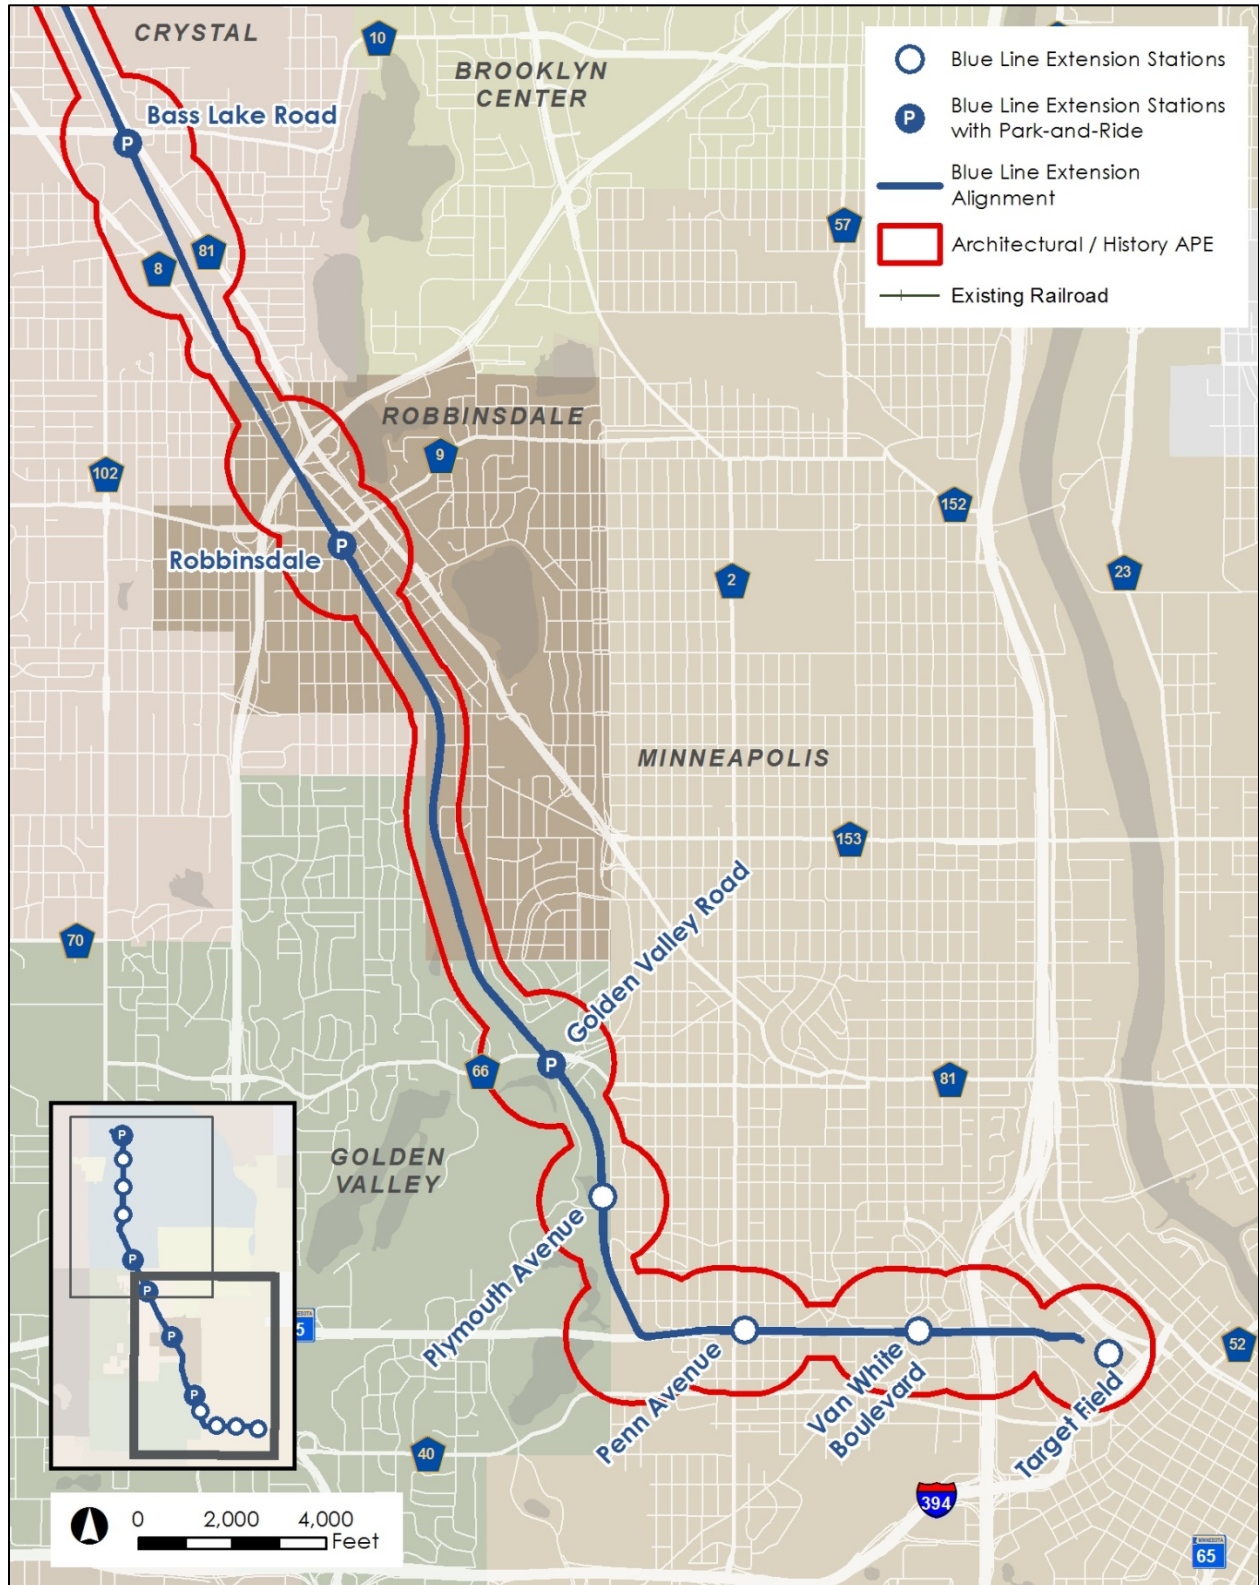 CRYSTAL
10
BROOKLYN
CENTER
Blue Line Extension Stations
P
Blue Line Extension Stations
with Park-and-Ride
Blue Line Extension
Alignment
Architectural / History APE
Existing Railroad
Bass Lake Road
P
57
81
8
ROBBINSDALE
9
102
152
P
Robbinsdale
2
23
MINNEAPOLIS
153
Golden Valley Road
70
P
66
81
GOLDEN
VALLEY
Plymouth Avenue
Penn Avenue
Van White
Boulevard
Target Field
52
P
P
P
P
P
5
40
394
MINNESOTA
65
0 2,000 4,000
Feet